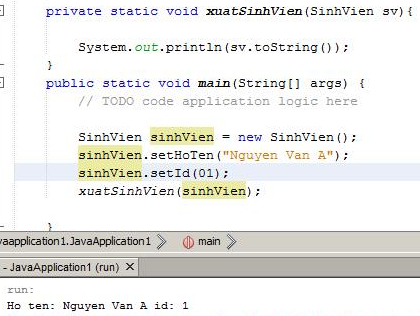 private static void xuatSinhVien(SinhVien sv){
System.out.println(sv.toString());
}
public static void main(String[] args) {
// TODO code application logic here
SinhVien sinhVien = new SinhVien();
sinhVien.setHoTen("Nguyen Van A");
sinhVien.setId(01);
xuatSinhVien(sinhVien);
}
vaapplication1.JavaApplication1 main
- JavaApplication1 (run) ✕
run:
Ho ten: Nguyen Van A id: 1